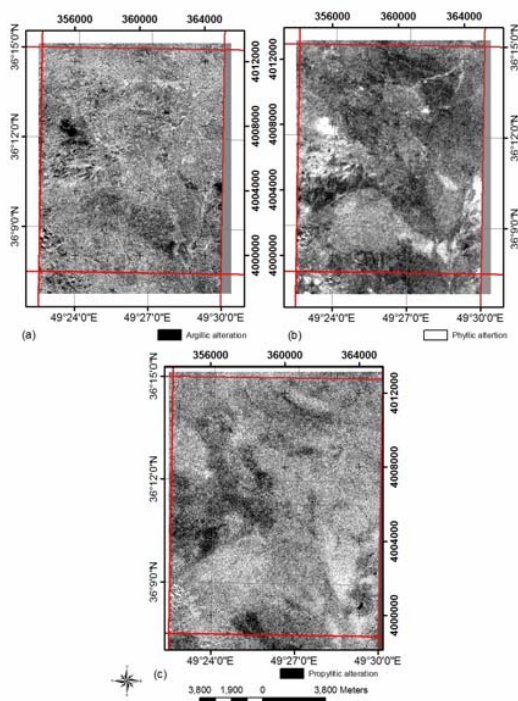 356000 360000 364000
36°15'0"N
36°12'0"N
36°9'0"N
4012000
4008000
4004000
4000000
49°24'0"E 49°27'0"E 49°30'0"E
(a) Argillic alteration
356000 360000 364000
36°15'0"N
36°12'0"N
36°9'0"N
4012000
4008000
4004000
4000000
49°24'0"E 49°27'0"E 49°30'0"E
(b) Phyllic altertion
356000 360000 364000
36°15'0"N
36°12'0"N
36°9'0"N
4012000
4008000
4004000
4000000
49°24'0"E 49°27'0"E 49°30'0"E
(c) Propylitic alteration
3,800 1,900 0 3,800 Meters